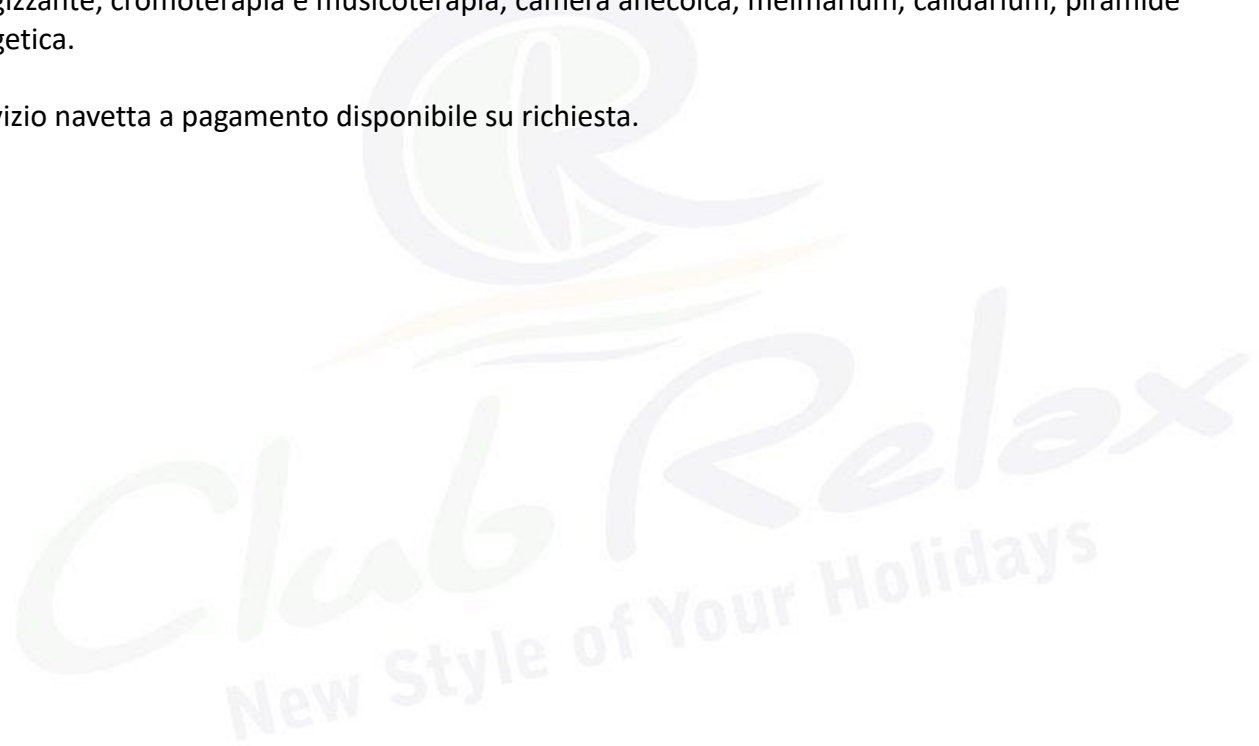 gizzante, cromoterapia e musicoterapia, camera anecoica, melmarium, calidarium, piramide
getica.
vizio navetta a pagamento disponibile su richiesta.
CR
Club Relax
New Style of Your Holidays